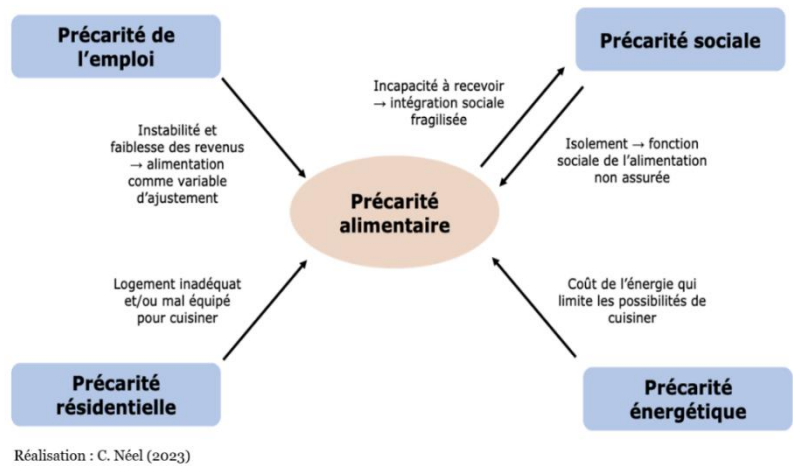 Précarité de
l'emploi
Précarité sociale
Incapacité à recevoir
→ intégration sociale
fragilisée
Instabilité et
faiblesse des revenus
→ alimentation
comme variable
d'ajustement
Isolement → fonction
sociale de l'alimentation
non assurée
Précarité
alimentaire
Logement inadéquat
et/ou mal équipé
pour cuisiner
Coût de l'énergie qui
limite les possibilités de
cuisiner
Précarité
résidentielle
Précarité
énergétique
Réalisation : C. Néel (2023)